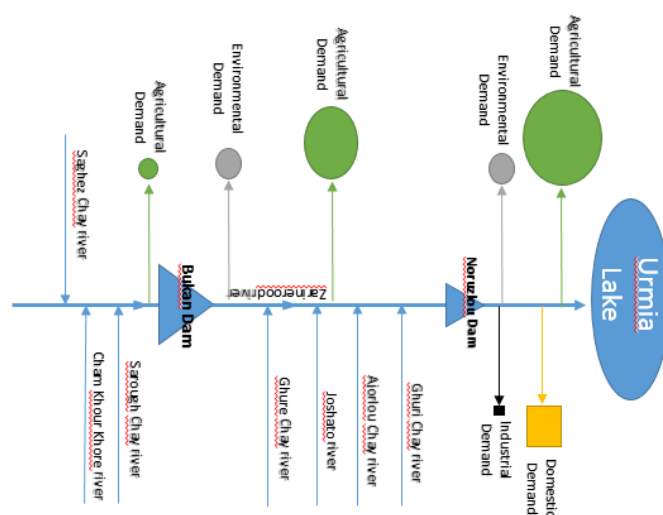 Agricultural
Demand
Environmental
Demand
Agricultural
Demand
Environmental
Demand
Agricultural
Demand
Saghez Chay river
Bukan Dam
Zarineroodriver
Noruzlou Dam
Urmia
Lake
Cham Khour Khore river
Sarough Chay river
Ghure Chay river
Joshato river
Ajorlou Chay river
Ghuri Chay river
Industrial
Demand
Domestic
Demand